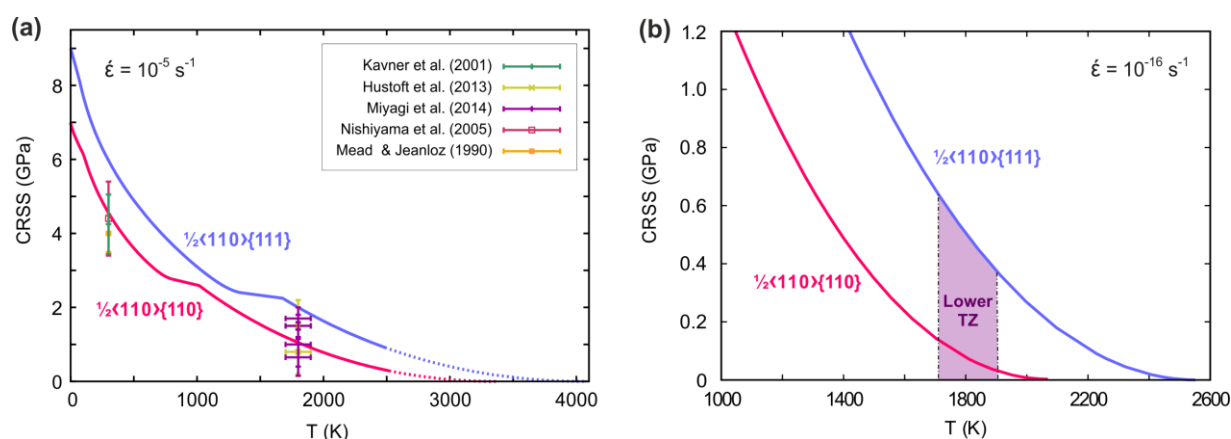 (a)
έ = 10⁻⁵ s⁻¹
Kavner et al. (2001)
Hustoft et al. (2013)
Miyagi et al. (2014)
Nishiyama et al. (2005)
Mead & Jeanloz (1990)
½<110>{111}
½<110>{110}
CRSS (GPa)
8
6
4
2
0
0
1000
2000
3000
4000
T (K)
(b)
έ = 10⁻¹⁶ s⁻¹
½<110>{111}
½<110>{110}
Lower
TZ
CRSS (GPa)
1.2
1.0
0.8
0.6
0.4
0.2
0
1000
1400
1800
2200
2600
T (K)